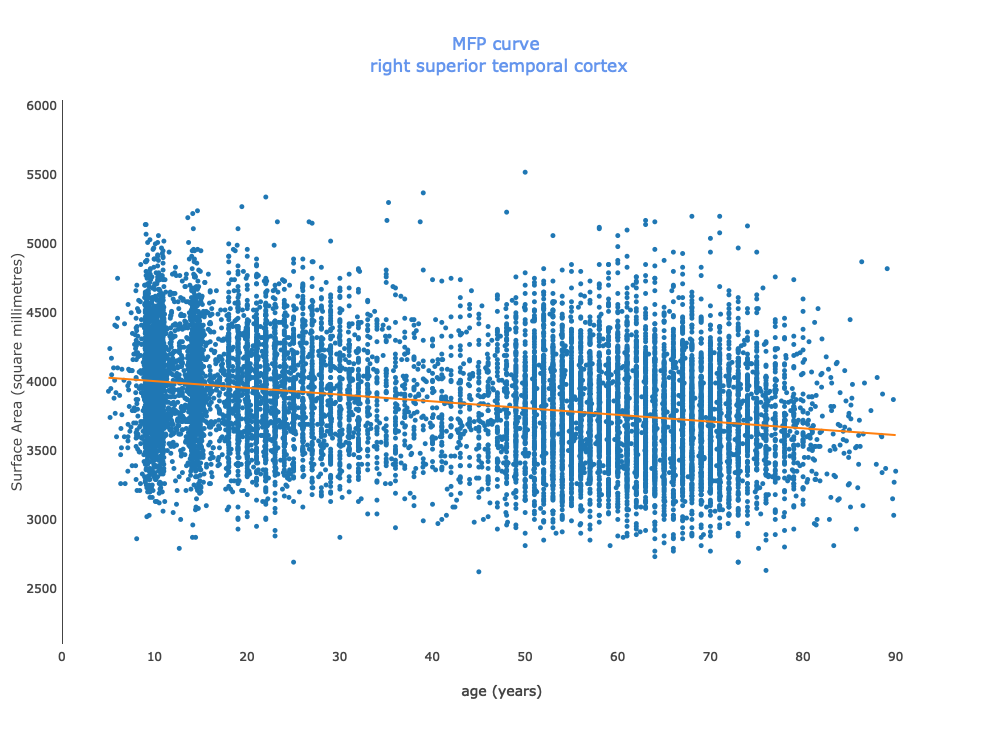 MFP curve
right superior temporal cortex
6000
5500
5000
4500
4000
3500
3000
2500
Surface Area (square millimetres)
0 10 20 30 40 50 60 70 80 90
age (years)